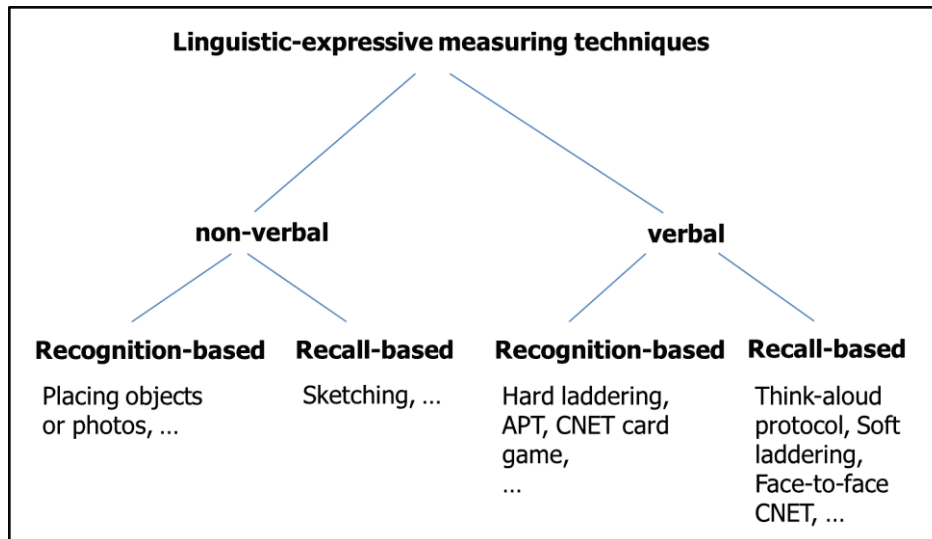 Linguistic-expressive measuring techniques
non-verbal
verbal
Recognition-based
Placing objects
or photos, ...
Recall-based
Sketching, ...
Recognition-based
Hard laddering,
APT, CNET card
game,
...
Recall-based
Think-aloud
protocol, Soft
laddering,
Face-to-face
CNET, ...